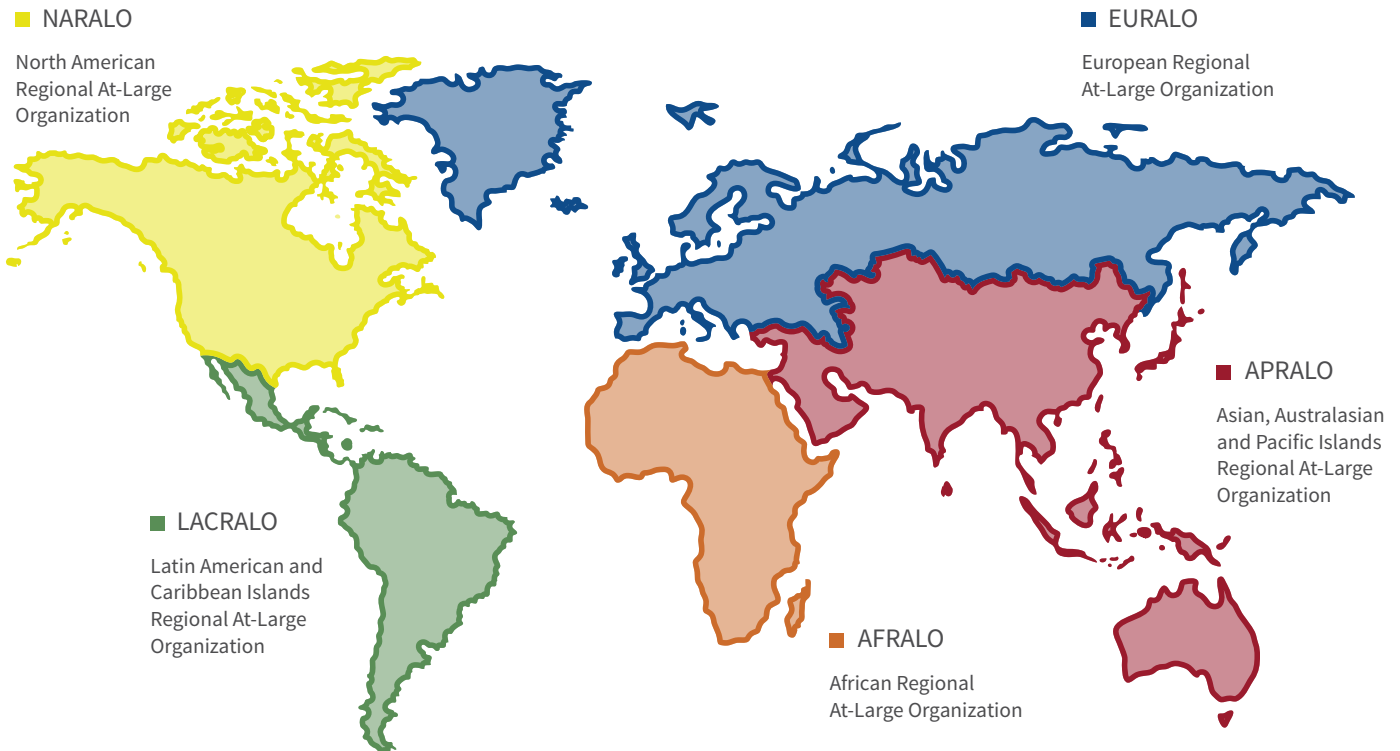 NARALO
North American
Regional At-Large
Organization
EURALO
European Regional
At-Large Organization
APRALO
Asian, Australasian
and Pacific Islands
Regional At-Large
Organization
LACRALO
Latin American and
Caribbean Islands
Regional At-Large
Organization
AFRALO
African Regional
At-Large Organization